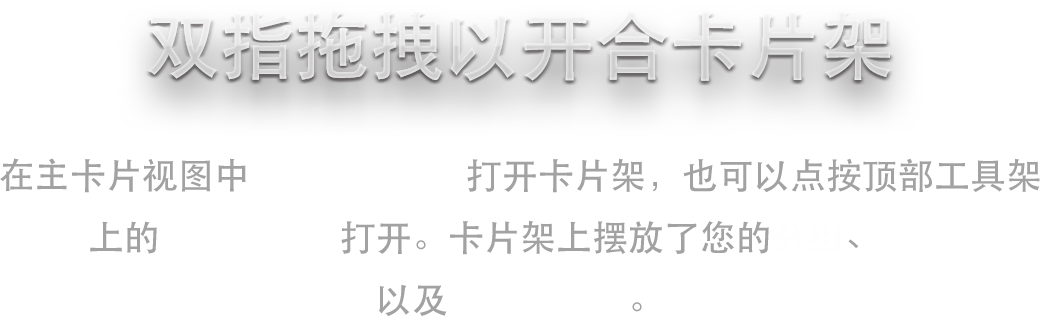 双指拖拽以开合卡片架
在主卡片视图中 打开卡片架，也可以点按顶部工具架
上的 打开。卡片架上摆放了您的 、
以及 。